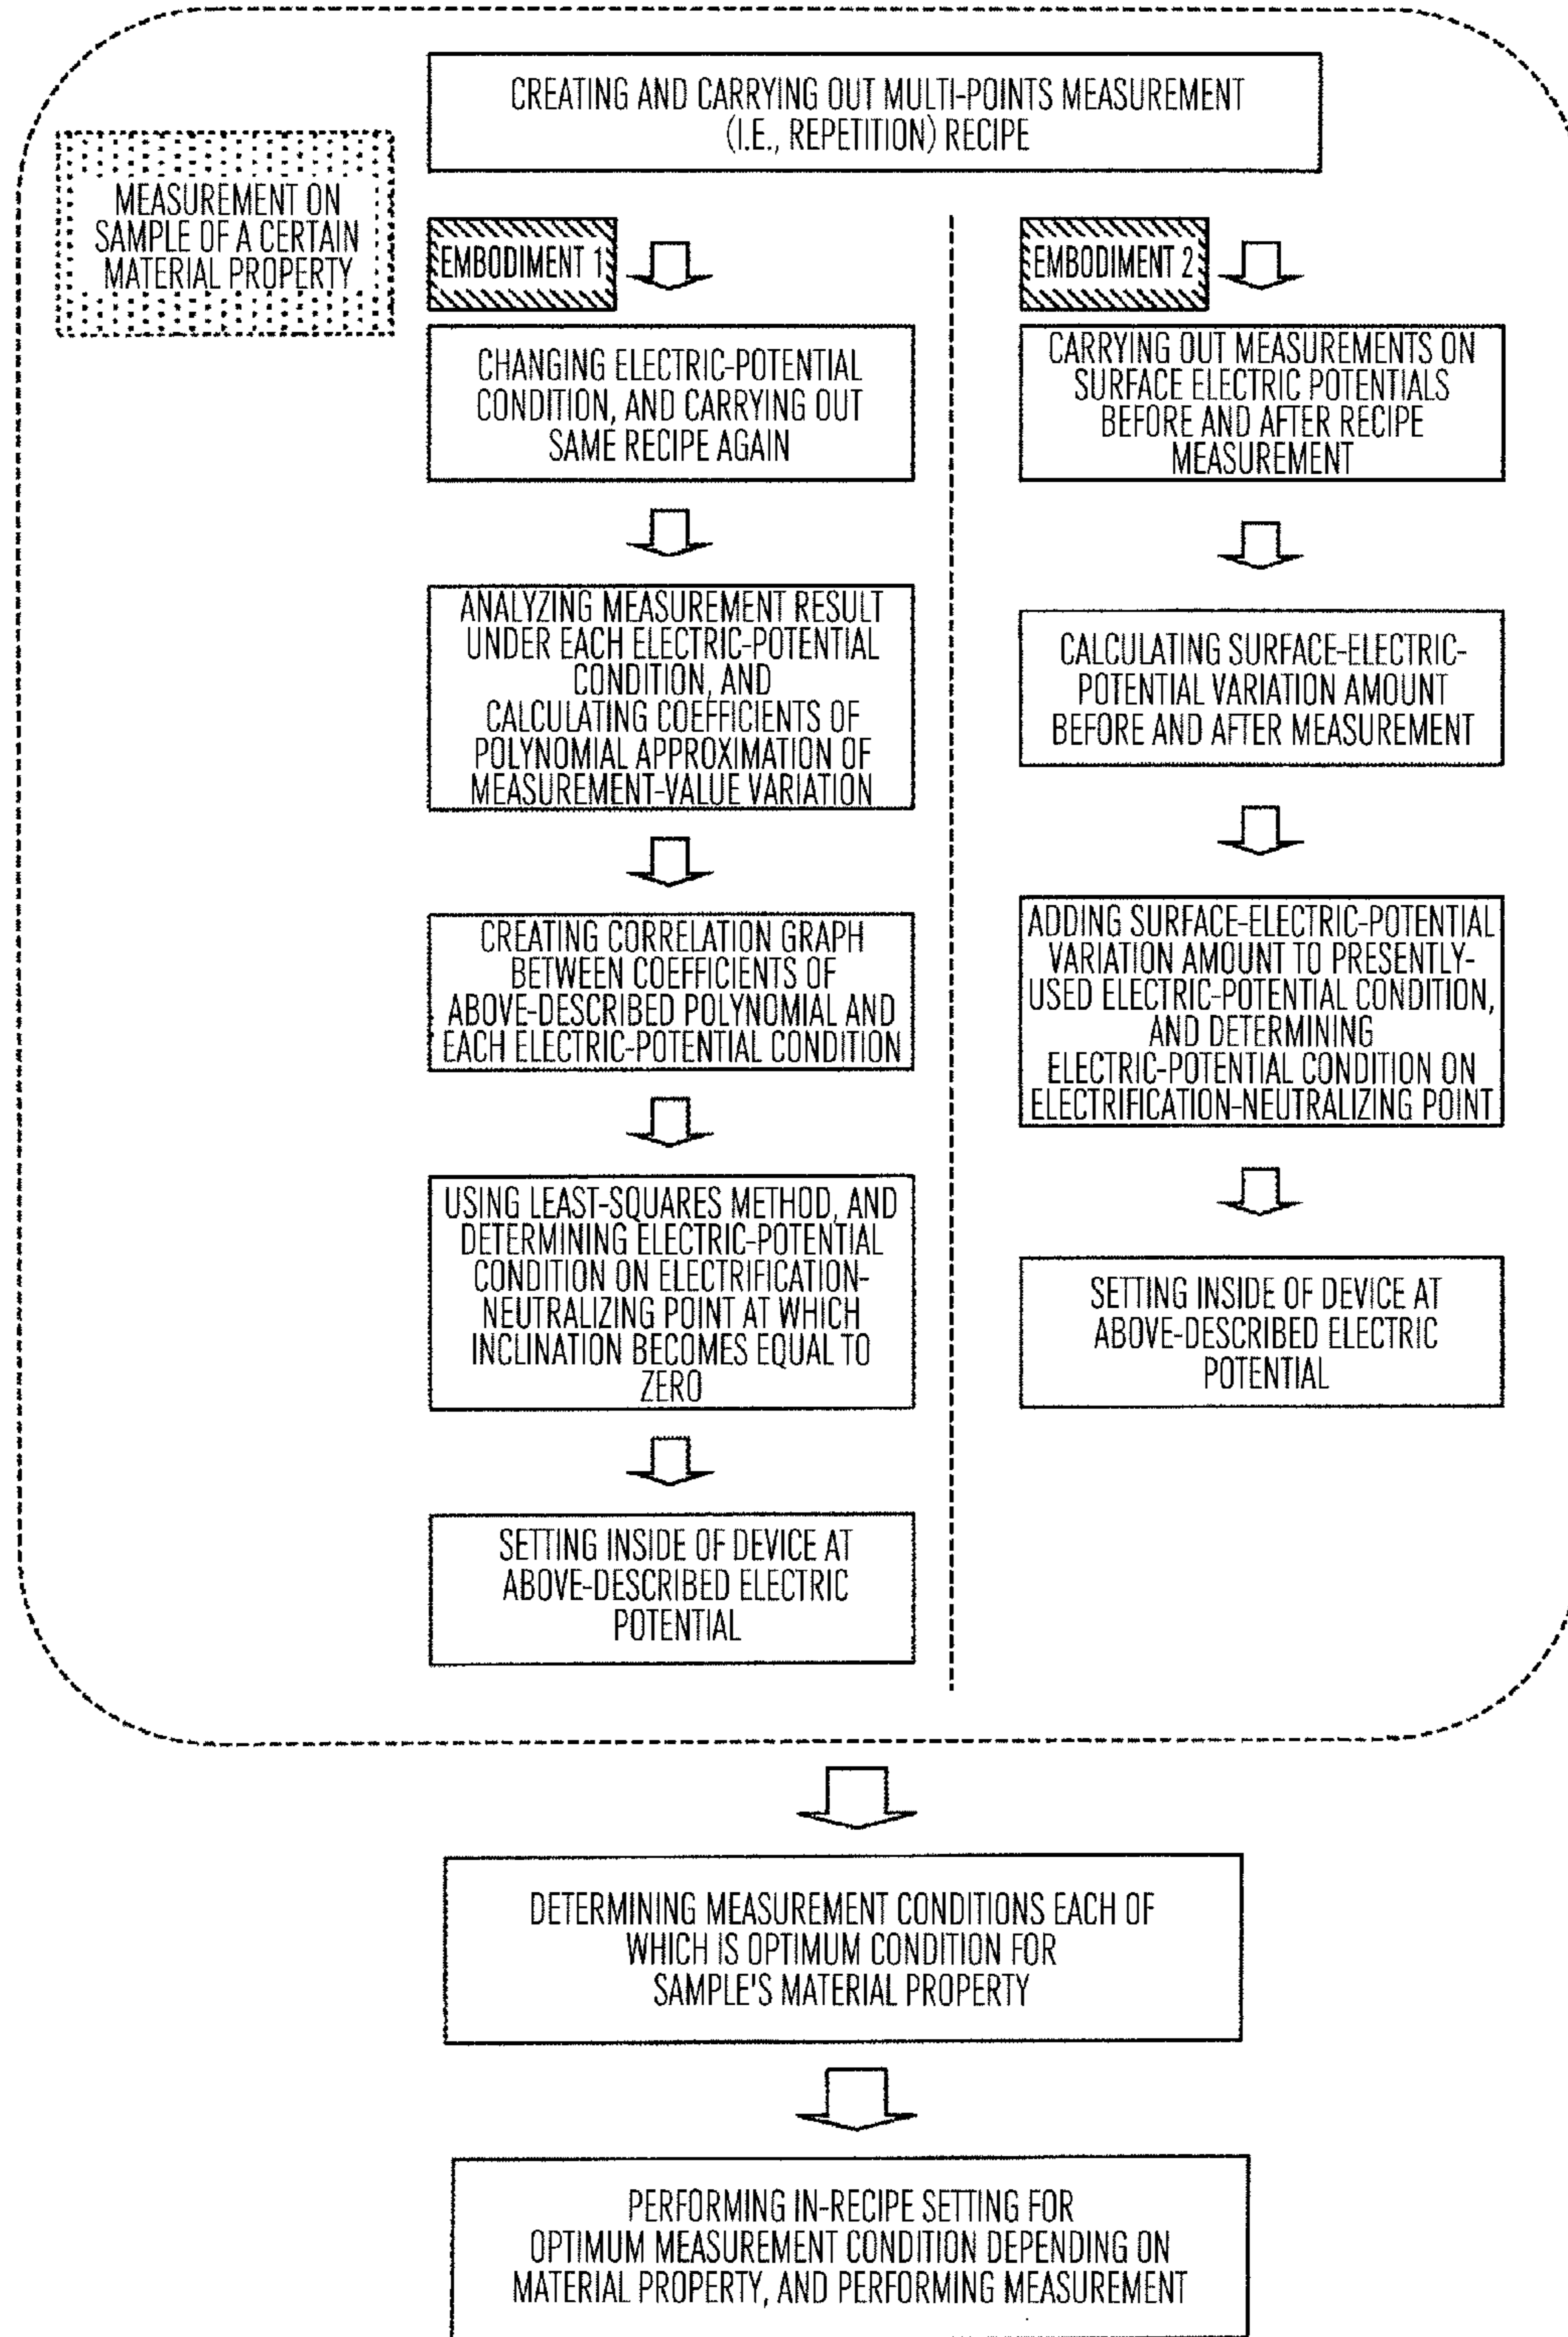 CREATING AND CARRYING OUT MULTI-POINTS MEASUREMENT
(I.E., REPETITION) RECIPE
MEASUREMENT ON
SAMPLE OF A CERTAIN
MATERIAL PROPERTY
EMBODIMENT 1
CHANGING ELECTRIC-POTENTIAL
CONDITION, AND CARRYING OUT
SAME RECIPE AGAIN
ANALYZING MEASUREMENT RESULT
UNDER EACH ELECTRIC-POTENTIAL
CONDITION, AND
CALCULATING COEFFICIENTS OF
POLYNOMIAL APPROXIMATION OF
MEASUREMENT-VALUE VARIATION
CREATING CORRELATION GRAPH
BETWEEN COEFFICIENTS OF
ABOVE-DESCRIBED POLYNOMIAL AND
EACH ELECTRIC-POTENTIAL CONDITION
USING LEAST-SQUARES METHOD, AND
DETERMINING ELECTRIC-POTENTIAL
CONDITION ON ELECTRIFICATION-
NEUTRALIZING POINT AT WHICH
INCLINATION BECOMES EQUAL TO
ZERO
SETTING INSIDE OF DEVICE AT
ABOVE-DESCRIBED ELECTRIC
POTENTIAL
EMBODIMENT 2
CARRYING OUT MEASUREMENTS ON
SURFACE ELECTRIC POTENTIALS
BEFORE AND AFTER RECIPE
MEASUREMENT
CALCULATING SURFACE-ELECTRIC-
POTENTIAL VARIATION AMOUNT
BEFORE AND AFTER MEASUREMENT
ADDING SURFACE-ELECTRIC-POTENTIAL
VARIATION AMOUNT TO PRESENTLY-
USED ELECTRIC-POTENTIAL CONDITION,
AND DETERMINING
ELECTRIC-POTENTIAL CONDITION ON
ELECTRIFICATION-NEUTRALIZING POINT
SETTING INSIDE OF DEVICE AT
ABOVE-DESCRIBED ELECTRIC
POTENTIAL
DETERMINING MEASUREMENT CONDITIONS EACH OF
WHICH IS OPTIMUM CONDITION FOR
SAMPLE'S MATERIAL PROPERTY
PERFORMING IN-RECIPE SETTING FOR
OPTIMUM MEASUREMENT CONDITION DEPENDING ON
MATERIAL PROPERTY, AND PERFORMING MEASUREMENT